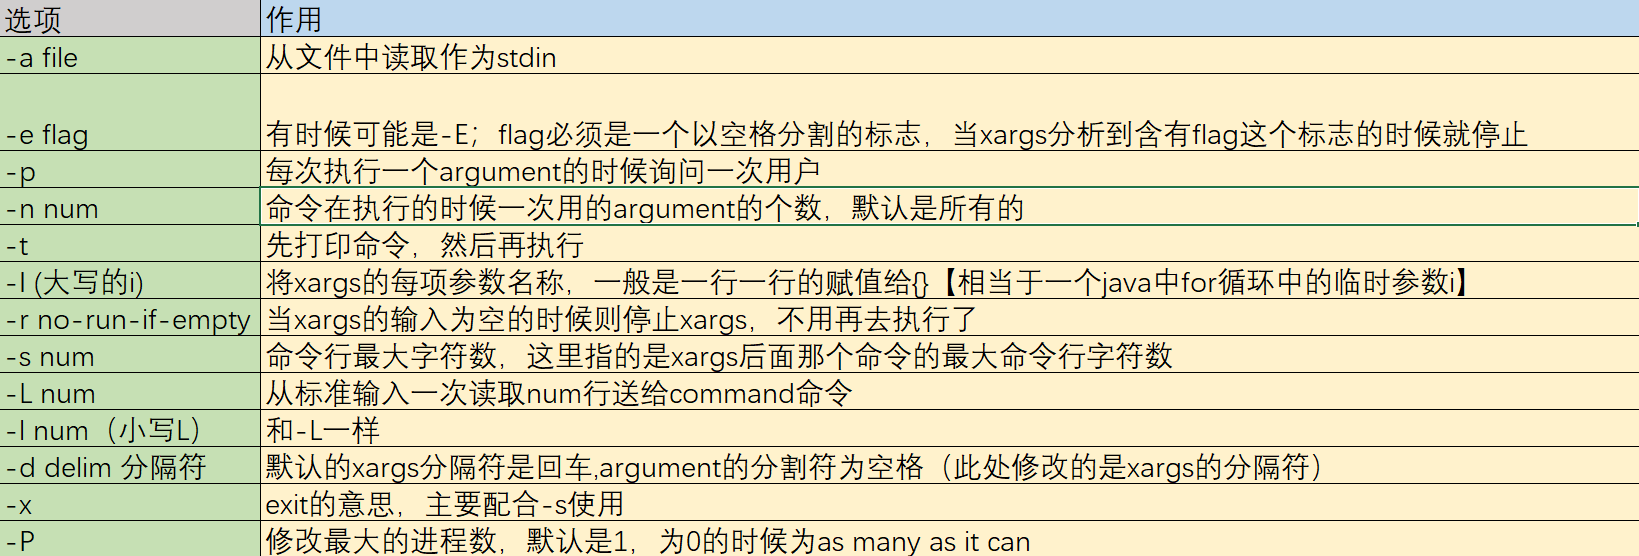 选项 作用
-a file 从文件中读取作为stdin
-e flag 有时候可能是-E；flag必须是一个以空格分割的标志，当xargs分析到含有flag这个标志的时候就停止
-p 每次执行一个argument的时候询问一次用户
-n num 命令在执行的时候一次用的argument的个数，默认是所有的
-t 先打印命令，然后再执行
-I (大写的i) 将xargs的每项参数名称，一般是一行一行的赋值给{}【相当于一个java中for循环中的临时参数i】
-r no-run-if-empty 当xargs的输入为空的时候则停止xargs，不用再去执行了
-s num 命令行最大字符数，这里指的是xargs后面那个命令的最大命令行字符数
-L num 从标准输入一次读取num行送给command命令
-l num（小写L） 和-L一样
-d delim 分隔符 默认的xargs分隔符是回车,argument的分割符为空格（此处修改的是xargs的分隔符）
-x exit的意思，主要配合-s使用
-P 修改最大的进程数，默认是1，为0的时候为as many as it can